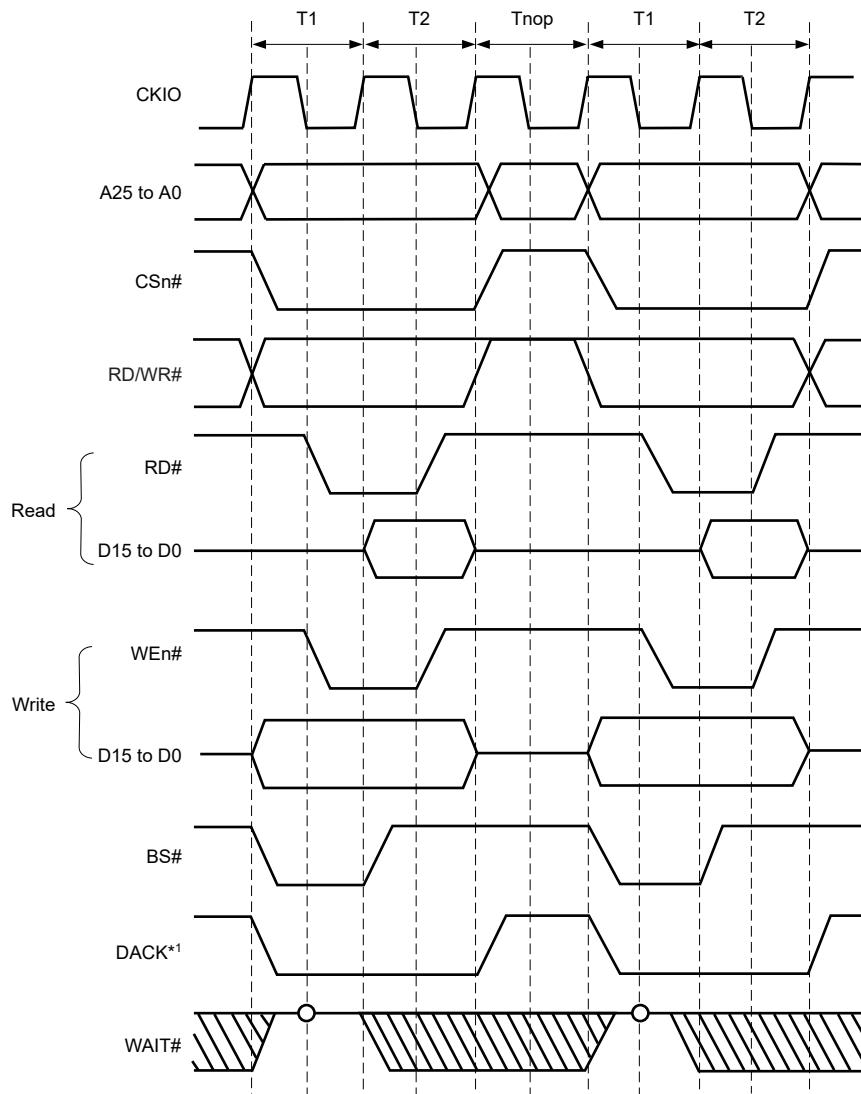 T1 T2 Tnop T1 T2
CKIO
A25 to A0
CSn#
RD/WR#
RD#
Read
D15 to D0
WEn#
Write
D15 to D0
BS#
DACK*1
WAIT#